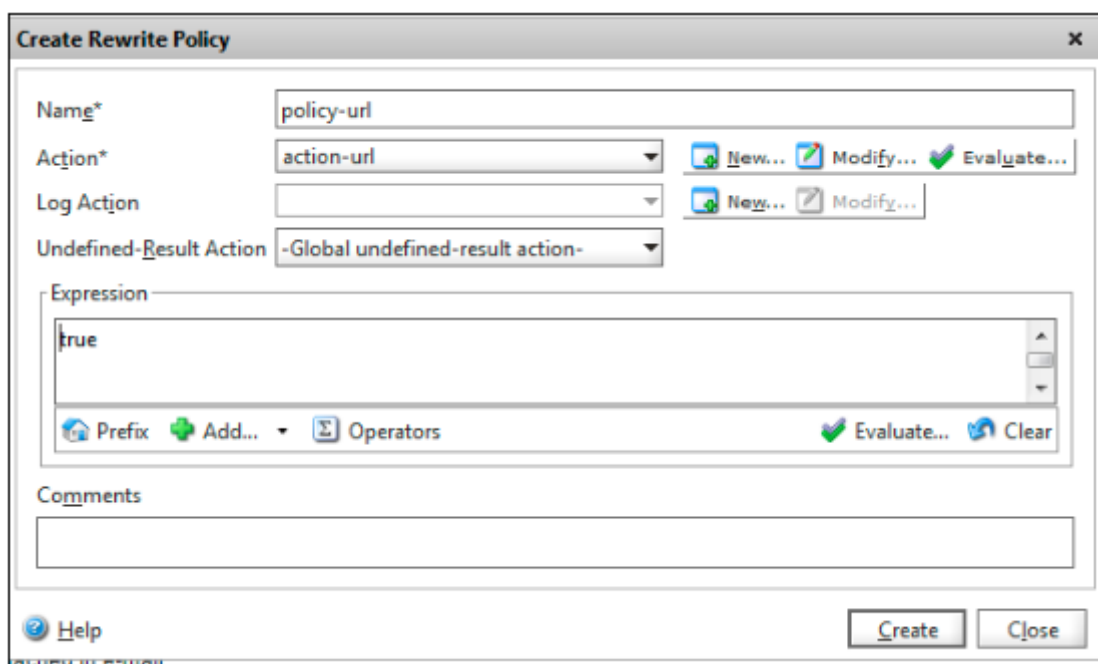 Create Rewrite Policy
Name* policy-url
Action* action-url New... Modify... Evaluate...
Log Action New... Modify...
Undefined-Result Action -Global undefined-result action-
Expression
true
Prefix Add... Operators Evaluate... Clear
Comments
Help Create Close